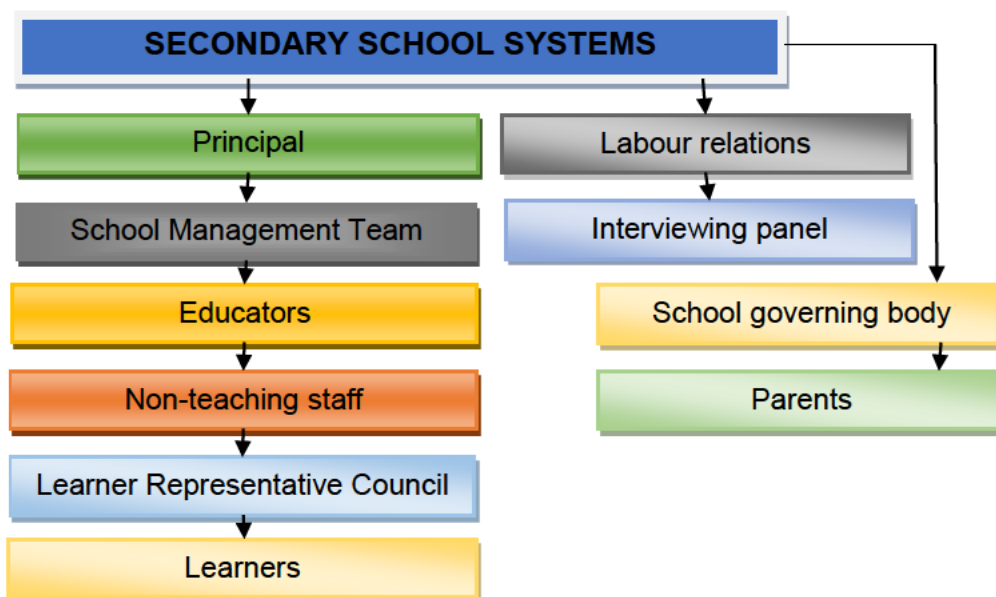 SECONDARY SCHOOL SYSTEMS
Principal
School Management Team
Educators
Non-teaching staff
Learner Representative Council
Learners
Labour relations
Interviewing panel
School governing body
Parents